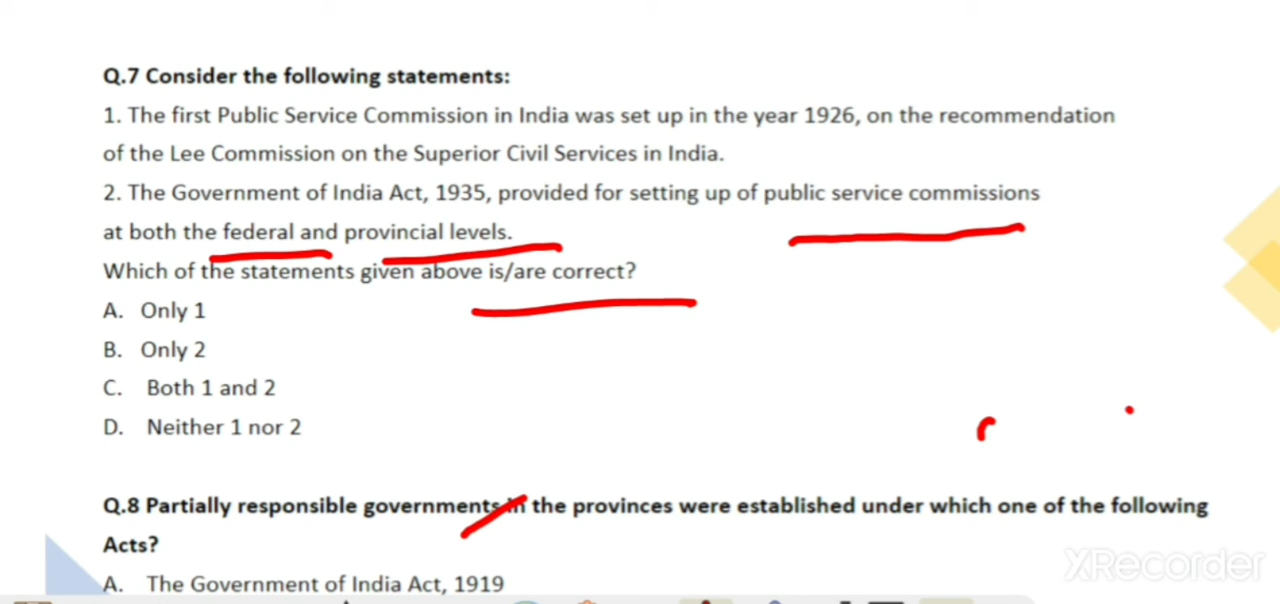 Q.7 Consider the following statements:
1. The first Public Service Commission in India was set up in the year 1926, on the recommendation
of the Lee Commission on the Superior Civil Services in India.
2. The Government of India Act, 1935, provided for setting up of public service commissions
at both the federal and provincial levels.
Which of the statements given above is/are correct?
A. Only 1
B. Only 2
C. Both 1 and 2
D. Neither 1 nor 2
Q.8 Partially responsible governments in the provinces were established under which one of the following
Acts?
A. The Government of India Act, 1919
XRecorder